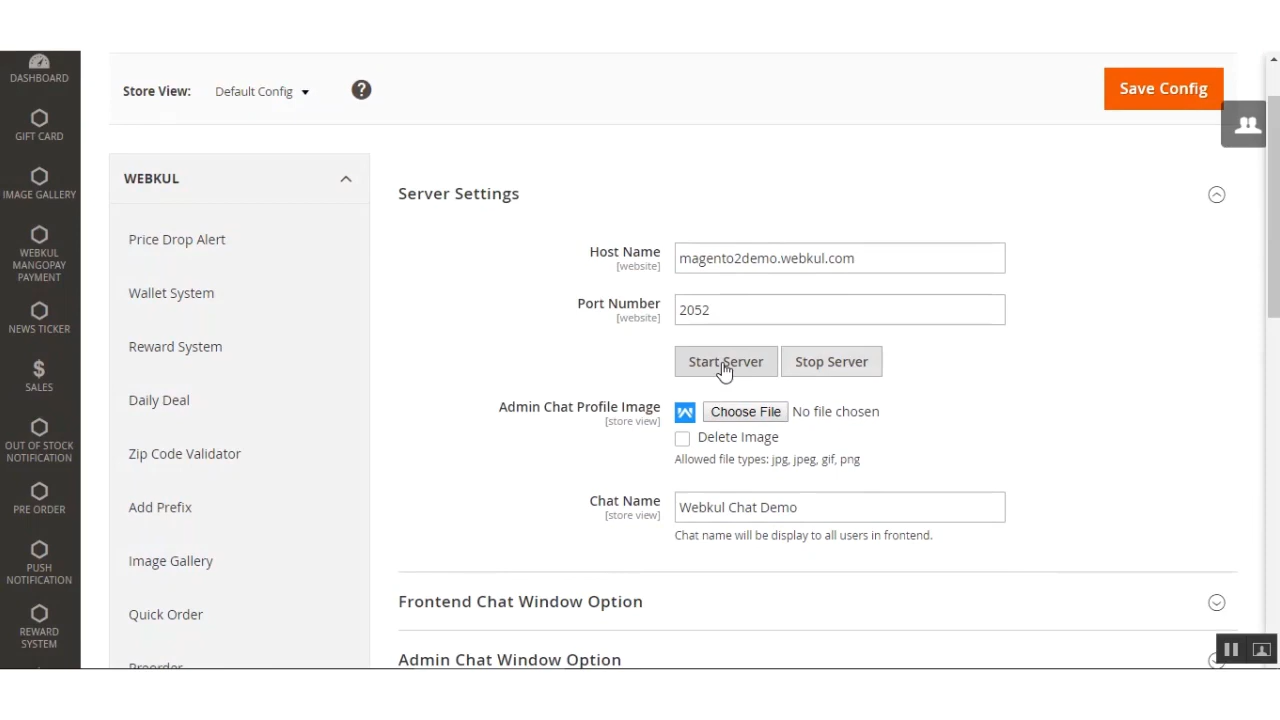 DASHBOARD
GIFT CARD
IMAGE GALLERY
WEBKUL
MANGOPAY
PAYMENT
NEWS TICKER
SALES
OUT OF STOCK
NOTIFICATION
PRE ORDER
PUSH
NOTIFICATION
REWARD
SYSTEM
Store View: Default Config
Save Config
WEBKUL
Price Drop Alert
Wallet System
Reward System
Daily Deal
Zip Code Validator
Add Prefix
Image Gallery
Quick Order
Preorder
Server Settings
Host Name
[website]
magento2demo.webkul.com
Port Number
[website]
2052
Start Server Stop Server
Admin Chat Profile Image
[store view]
Choose File No file chosen
Delete Image
Allowed file types: jpg, jpeg, gif, png
Chat Name
[store view]
Webkul Chat Demo
Chat name will be display to all users in frontend.
Frontend Chat Window Option
Admin Chat Window Option